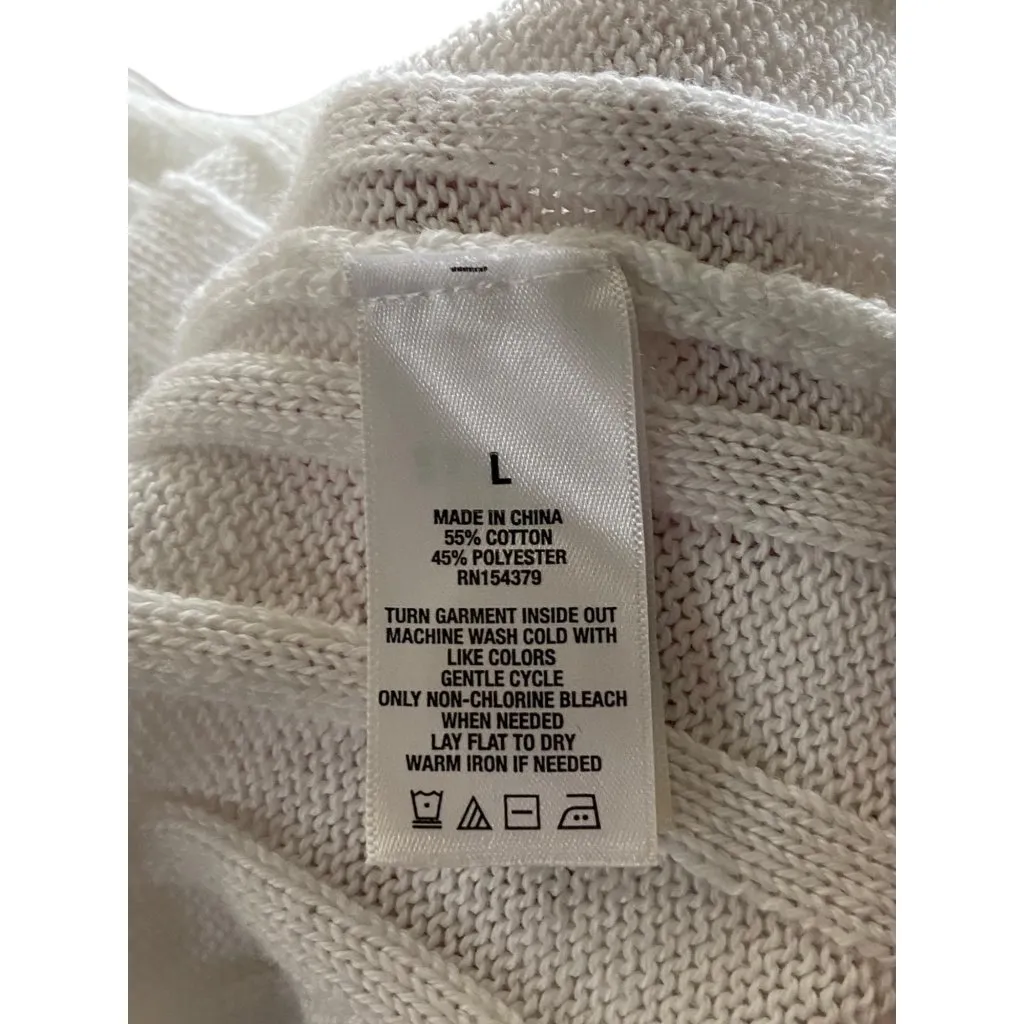 L
MADE IN CHINA
55% COTTON
45% POLYESTER
RN154379
TURN GARMENT INSIDE OUT
MACHINE WASH COLD WITH
LIKE COLORS
GENTLE CYCLE
ONLY NON-CHLORINE BLEACH
WHEN NEEDED
LAY FLAT TO DRY
WARM IRON IF NEEDED